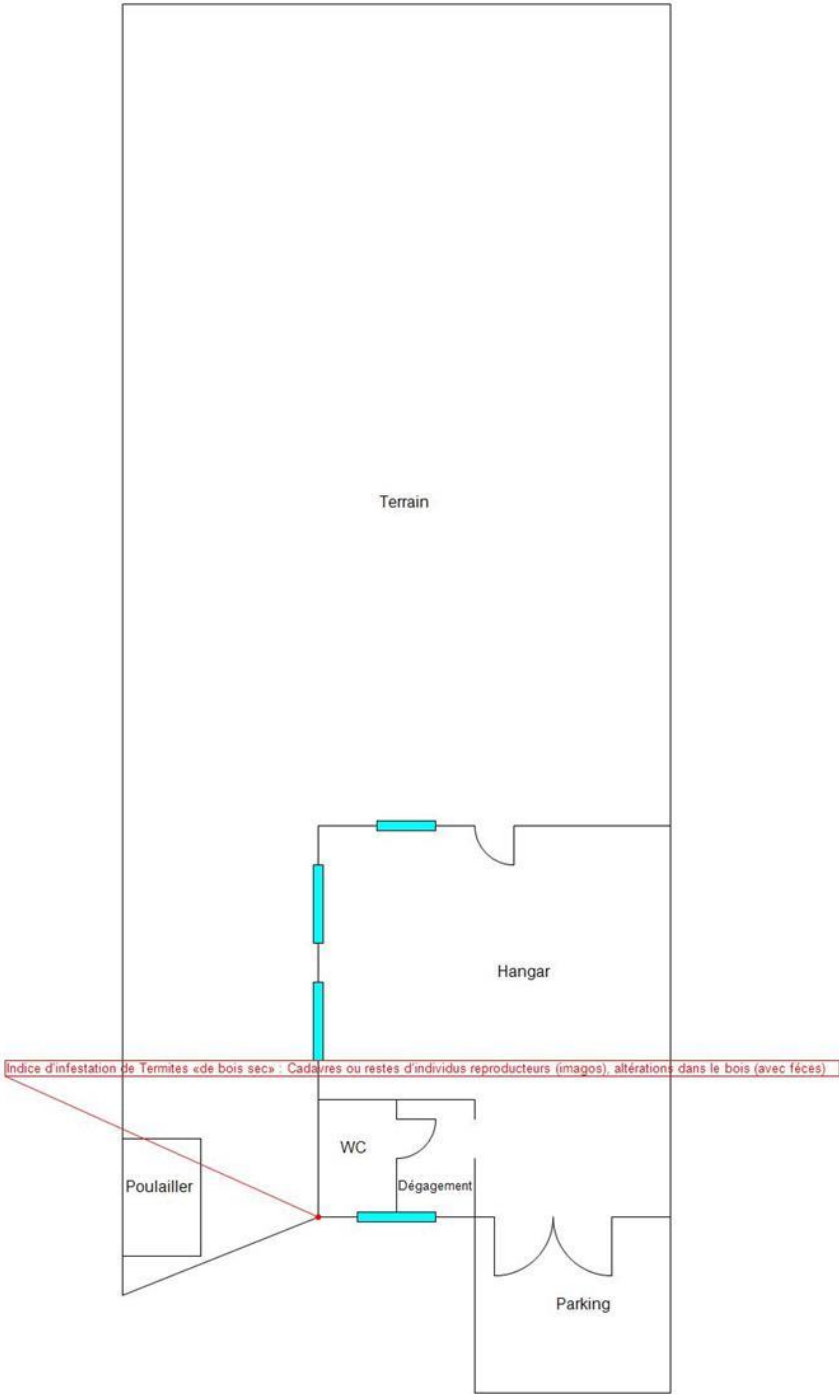 Terrain
Hangar
Indice d'infestation de Termites «de bois sec» : Cadavres ou restes d'individus reproducteurs (imagos), altérations dans le bois (avec féces)
WC
Poulailler
Dégagement
Parking